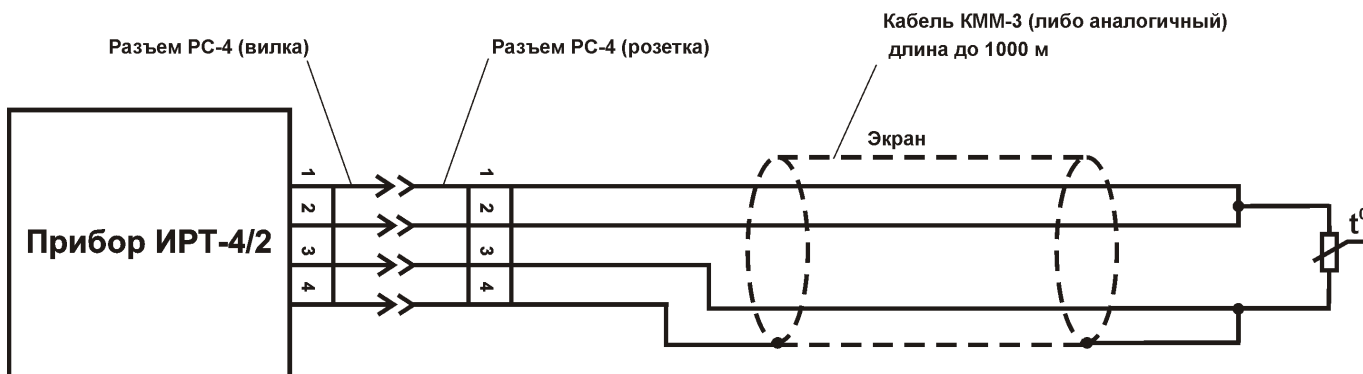 Кабель КММ-3 (либо аналогичный)
длина до 1000 м
Разъем РС-4 (вилка)
Разъем РС-4 (розетка)
Экран
Прибор ИРТ-4/2
1
2
3
4
1
2
3
4
t⁰